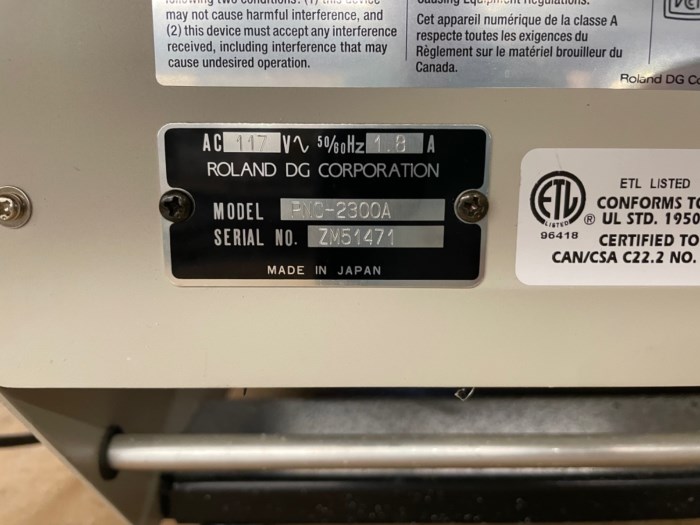 may not cause harmful interference, and
(2) this device must accept any interference
received, including interference that may
cause undesired operation.
Cet appareil numérique de la classe A
respecte toutes les exigences du
Règlement sur le matériel brouilleur du
Canada.
Roland DG
AC 117 V∿ 50/60Hz 1.8 A
ROLAND DG CORPORATION
MODEL PNC-2300A
SERIAL NO. ZM51471
MADE IN JAPAN
ETL LISTED
CONFORMS TO
UL STD. 1950
CERTIFIED TO
CAN/CSA C22.2 NO.
ETL
LISTED
®
96418